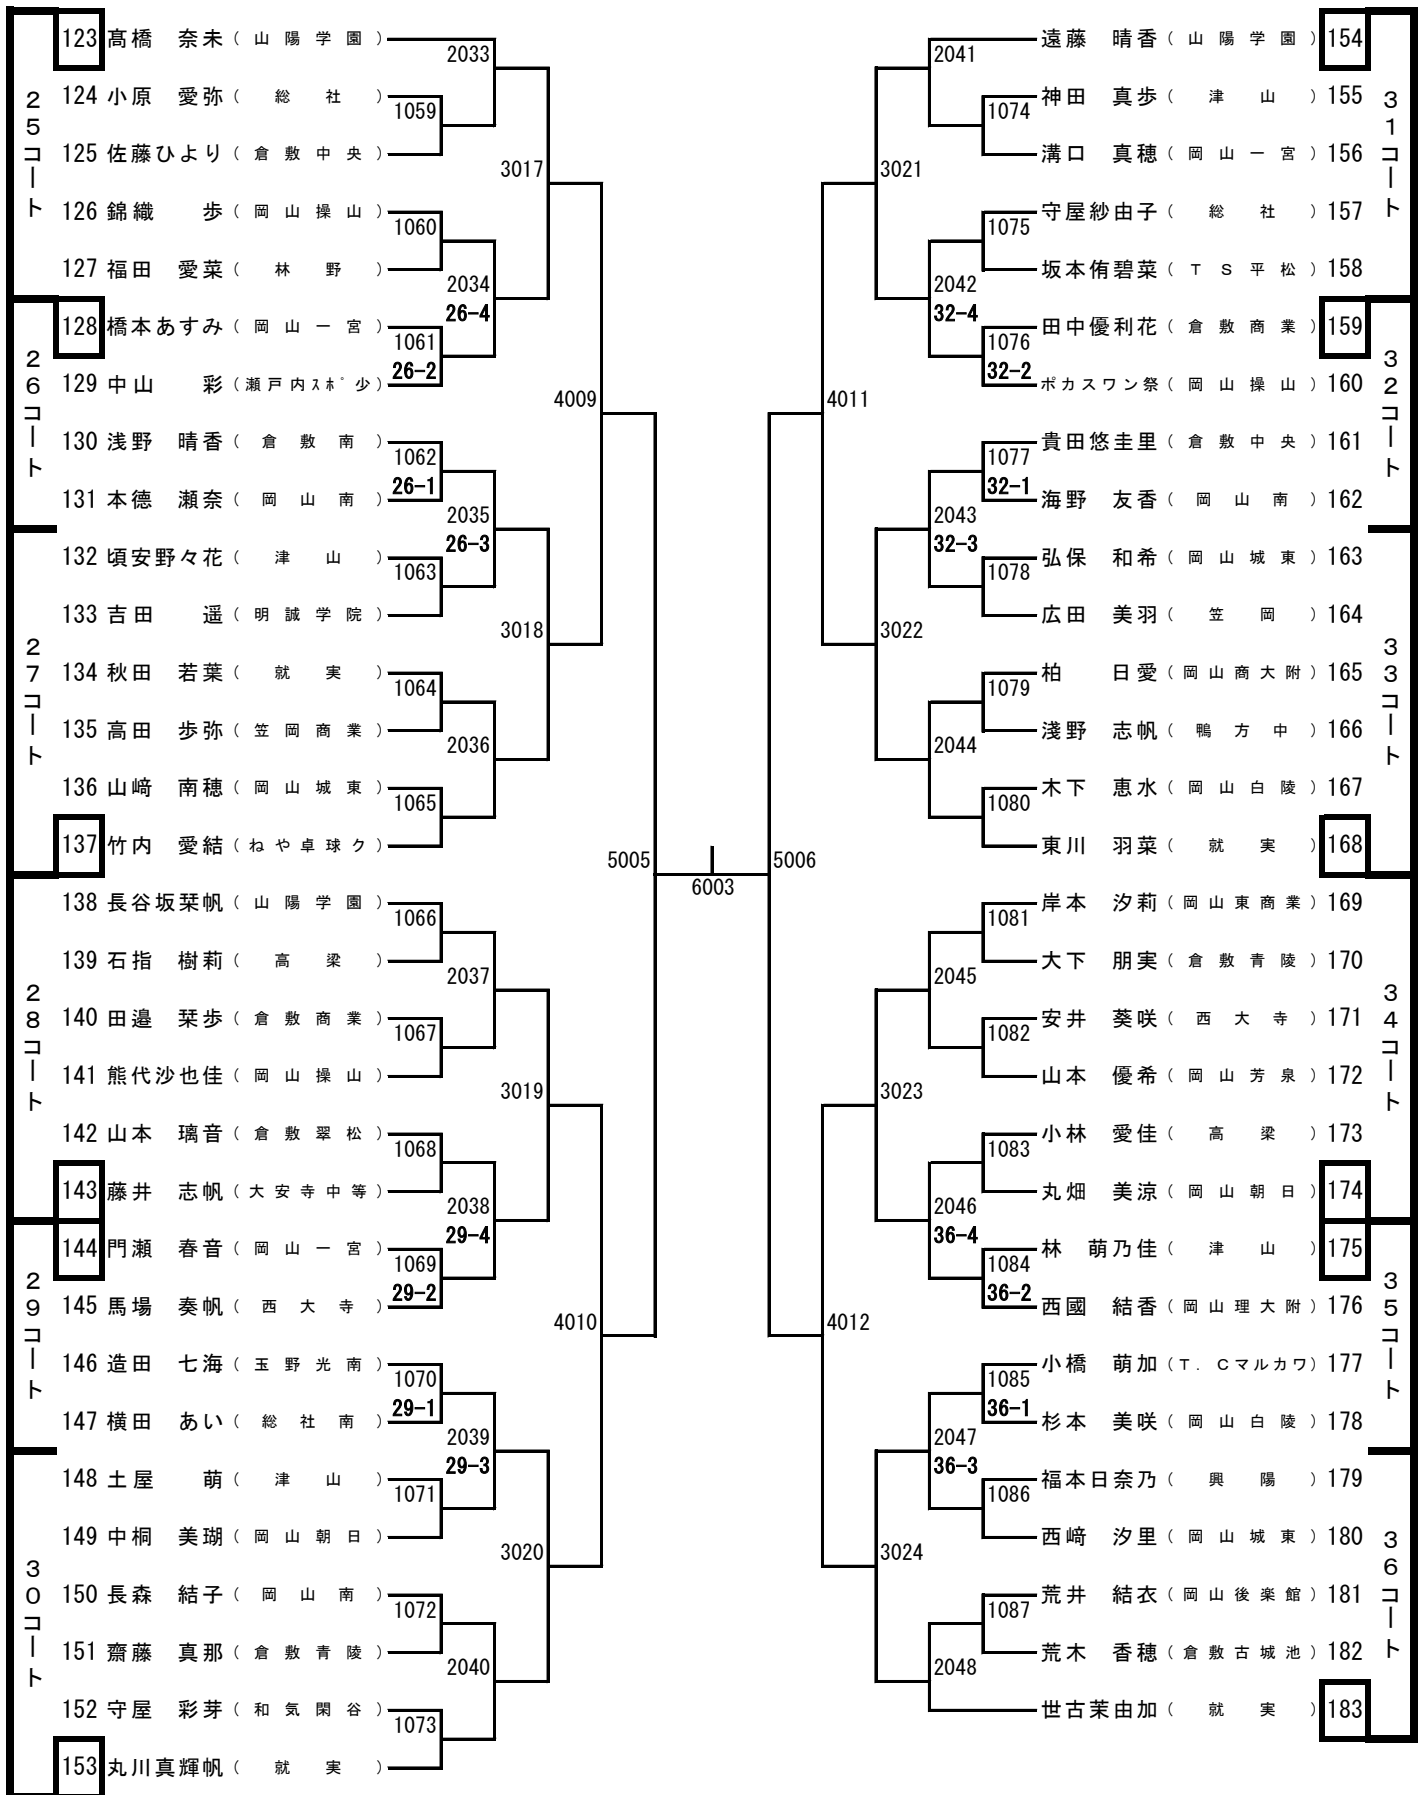 25コート
123 髙橋 奈未 (山陽学園)
2033
124 小原 愛弥 (総社)
1059
125 佐藤ひより (倉敷中央)
3017
126 錦織 歩 (岡山操山)
1060
127 福田 愛菜 (林野)
2034
26-4
26コート
128 橋本あすみ (岡山一宮)
1061
26-2
129 中山 彩 (瀬戸内スポ少)
4009
130 浅野 晴香 (倉敷南)
1062
26-1
131 本德 瀬奈 (岡山南)
2035
26-3
27コート
132 頃安野々花 (津山)
1063
133 吉田 遥 (明誠学院)
3018
134 秋田 若葉 (就実)
1064
135 高田 歩弥 (笠岡商業)
2036
136 山﨑 南穂 (岡山城東)
1065
137 竹内 愛結 (ねや卓球ク)
5005
28コート
138 長谷坂栞帆 (山陽学園)
1066
139 石指 樹莉 (高梁)
2037
140 田邉 栞歩 (倉敷商業)
1067
141 熊代沙也佳 (岡山操山)
3019
142 山本 璃音 (倉敷翠松)
1068
143 藤井 志帆 (大安寺中等)
2038
29-4
29コート
144 門瀬 春音 (岡山一宮)
1069
29-2
145 馬場 奏帆 (西大寺)
4010
146 造田 七海 (玉野光南)
1070
29-1
147 横田 あい (総社南)
2039
29-3
30コート
148 土屋 萌 (津山)
1071
149 中桐 美瑚 (岡山朝日)
3020
150 長森 結子 (岡山南)
1072
151 齋藤 真那 (倉敷青陵)
2040
152 守屋 彩芽 (和気閑谷)
1073
153 丸川真輝帆 (就実)
6003
31コート
遠藤 晴香 (山陽学園) 154
2041
神田 真歩 (津山) 155
1074
溝口 真穂 (岡山一宮) 156
3021
守屋紗由子 (総社) 157
1075
坂本侑碧菜 (TS平松) 158
2042
32-4
32コート
田中優利花 (倉敷商業) 159
1076
32-2
ポカスワン祭 (岡山操山) 160
4011
貴田悠圭里 (倉敷中央) 161
1077
32-1
海野 友香 (岡山南) 162
2043
32-3
33コート
弘保 和希 (岡山城東) 163
1078
広田 美羽 (笠岡) 164
3022
柏 日愛 (岡山商大附) 165
1079
淺野 志帆 (鴨方中) 166
2044
木下 恵水 (岡山白陵) 167
1080
東川 羽菜 (就実) 168
5006
34コート
岸本 汐莉 (岡山東商業) 169
1081
大下 朋実 (倉敷青陵) 170
2045
安井 葵咲 (西大寺) 171
1082
山本 優希 (岡山芳泉) 172
3023
小林 愛佳 (高梁) 173
1083
丸畑 美涼 (岡山朝日) 174
2046
36-4
35コート
林 萌乃佳 (津山) 175
1084
36-2
西國 結香 (岡山理大附) 176
4012
小橋 萌加 (T.Cマルカワ) 177
1085
36-1
杉本 美咲 (岡山白陵) 178
2047
36-3
36コート
福本日奈乃 (興陽) 179
1086
西﨑 汐里 (岡山城東) 180
3024
荒井 結衣 (岡山後楽館) 181
1087
荒木 香穂 (倉敷古城池) 182
2048
世古茉由加 (就実) 183